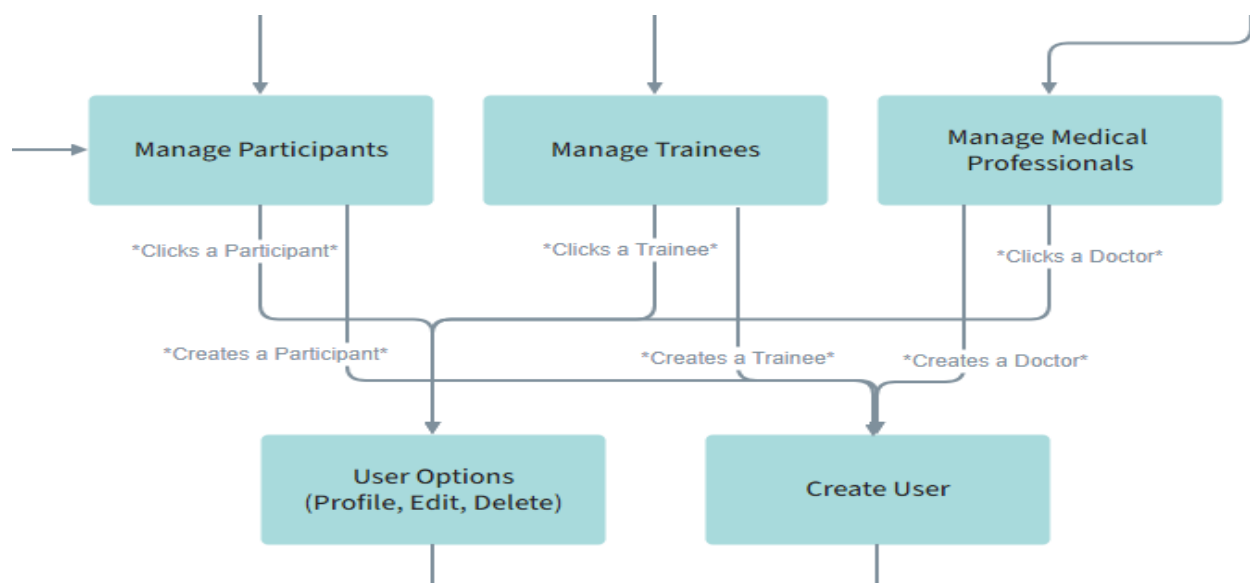 Manage Participants
Manage Trainees
Manage Medical
Professionals
*Clicks a Participant*
*Clicks a Trainee*
*Clicks a Doctor*
*Creates a Participant*
*Creates a Trainee*
*Creates a Doctor*
User Options
(Profile, Edit, Delete)
Create User